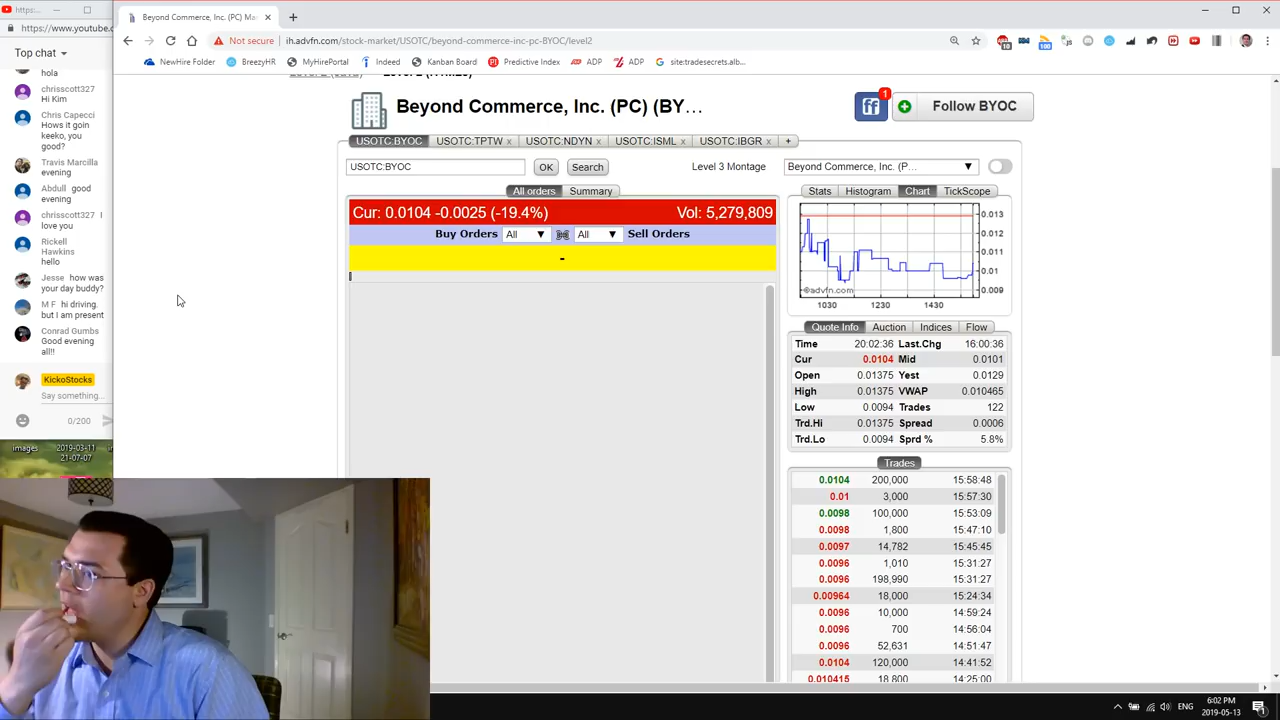 Beyond Commerce, Inc. (PC) Ma
https://www.youtube.c
Not secure
ih.advfn.com/stock-market/USOTC/beyond-commerce-inc-pc-BYOC/level2
NewHire Folder
BreezyHR
MyHirePortal
Indeed
Kanban Board
Predictive Index
ADP
ADP
site:tradesecrets.alb...
Top chat
hola
chrisscott327
Hi Kim
Chris Capecci
Hows it goin
keeko, you
good?
Travis Marcilla
evening
Abdull good
evening
chrisscott327 I
love you
Rickell
Hawkins
hello
Jesse how was
your day buddy?
M F hi driving.
but I am present
Conrad Gumbs
Good evening
all!!
KickoStocks
Say something...
0/200
images
2019-03-11
21-07-07
Beyond Commerce, Inc. (PC) (BY...
1
Follow BYOC
USOTC:BYOC
USOTC:TPTW x
USOTC:NDYN x
USOTC:ISML x
USOTC:IBGR x
+
USOTC:BYOC
OK
Search
Level 3 Montage
Beyond Commerce, Inc. (P...
All orders
Summary
Cur: 0.0104 -0.0025 (-19.4%)
Vol: 5,279,809
Buy Orders
All
All
Sell Orders
-
Stats
Histogram
Chart
TickScope
0.013
0.012
0.011
0.01
0.009
©advfn.com
1030
1230
1430
Quote Info
Auction
Indices
Flow
Time 20:02:36 Last.Chg 16:00:36
Cur 0.0104 Mid 0.0101
Open 0.01375 Yest 0.0129
High 0.01375 VWAP 0.010465
Low 0.0094 Trades 122
Trd.Hi 0.01375 Spread 0.0006
Trd.Lo 0.0094 Sprd % 5.8%
Trades
0.0104 200,000 15:58:48
0.01 3,000 15:57:30
0.0098 100,000 15:53:09
0.0098 1,800 15:47:10
0.0097 14,782 15:45:45
0.0096 1,010 15:31:27
0.0096 198,990 15:31:27
0.00964 18,000 15:24:34
0.0096 10,000 14:59:24
0.0096 700 14:56:04
0.0096 52,631 14:51:47
0.0104 120,000 14:41:52
0.010415 18,800 14:25:00
ENG
6:02 PM
2019-05-13